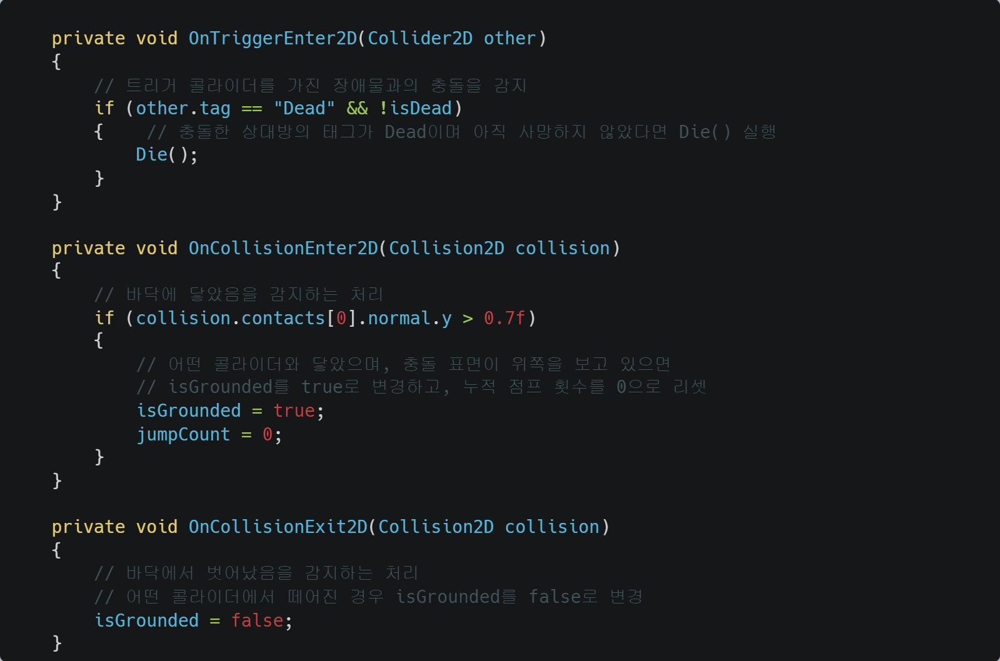 private void OnTriggerEnter2D(Collider2D other)
{
    // 트리거 콜라이더를 가진 장애물과의 충돌을 감지
    if (other.tag == "Dead" && !isDead)
    {    // 충돌한 상대방의 태그가 Dead이며 아직 사망하지 않았다면 Die() 실행
        Die();
    }
}

private void OnCollisionEnter2D(Collision2D collision)
{
    // 바닥에 닿았음을 감지하는 처리
    if (collision.contacts[0].normal.y > 0.7f)
    {
        // 어떤 콜라이더와 닿았으며, 충돌 표면이 위쪽을 보고 있으면
        // isGrounded를 true로 변경하고, 누적 점프 횟수를 0으로 리셋
        isGrounded = true;
        jumpCount = 0;
    }
}

private void OnCollisionExit2D(Collision2D collision)
{
    // 바닥에서 벗어났음을 감지하는 처리
    // 어떤 콜라이더에서 떼어진 경우 isGrounded를 false로 변경
    isGrounded = false;
}